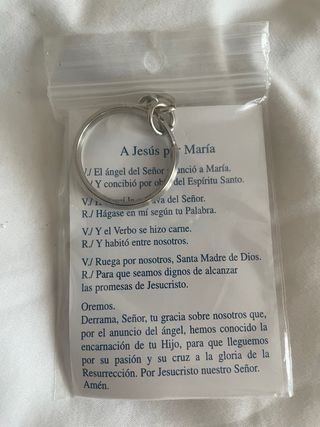 A Jesús por María
V./ El ángel del Señor anunció a María.
R./ Y concibió por obra del Espíritu Santo.
V./ del Señor.
R./ Hágase en mí según tu Palabra.
V./ Y el Verbo se hizo carne.
R./ Y habitó entre nosotros.
V./ Ruega por nosotros, Santa Madre de Dios.
R./ Para que seamos dignos de alcanzar
las promesas de Jesucristo.
Oremos.
Derrama, Señor, tu gracia sobre nosotros que,
por el anuncio del ángel, hemos conocido la
encarnación de tu Hijo, para que lleguemos
por su pasión y su cruz a la gloria de la
Resurrección. Por Jesucristo nuestro Señor.
Amén.